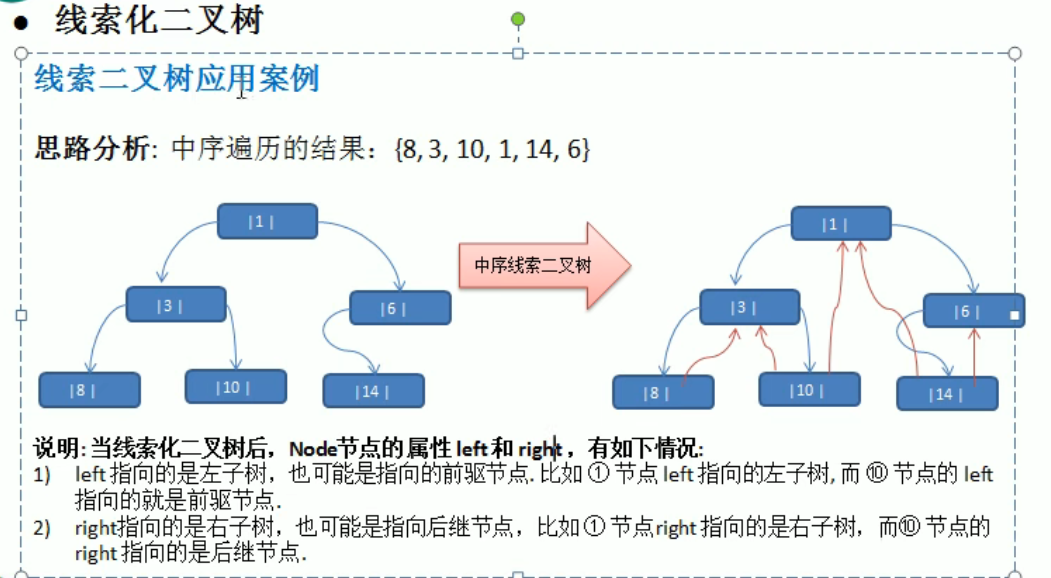 ● 线索化二叉树
线索二叉树应用案例
思路分析: 中序遍历的结果：{8, 3, 10, 1, 14, 6}
|1| |1|
中序线索二叉树
|3| |6| |3| |6|
|8| |10| |14| |8| |10| |14|
说明: 当线索化二叉树后，Node节点的属性 left 和 right ，有如下情况:
1) left 指向的是左子树，也可能是指向的前驱节点. 比如 ① 节点 left 指向的左子树, 而 ⑩ 节点的 left
指向的就是前驱节点.
2) right指向的是右子树，也可能是指向后继节点，比如 ① 节点right 指向的是右子树，而⑩ 节点的
right 指向的是后继节点.